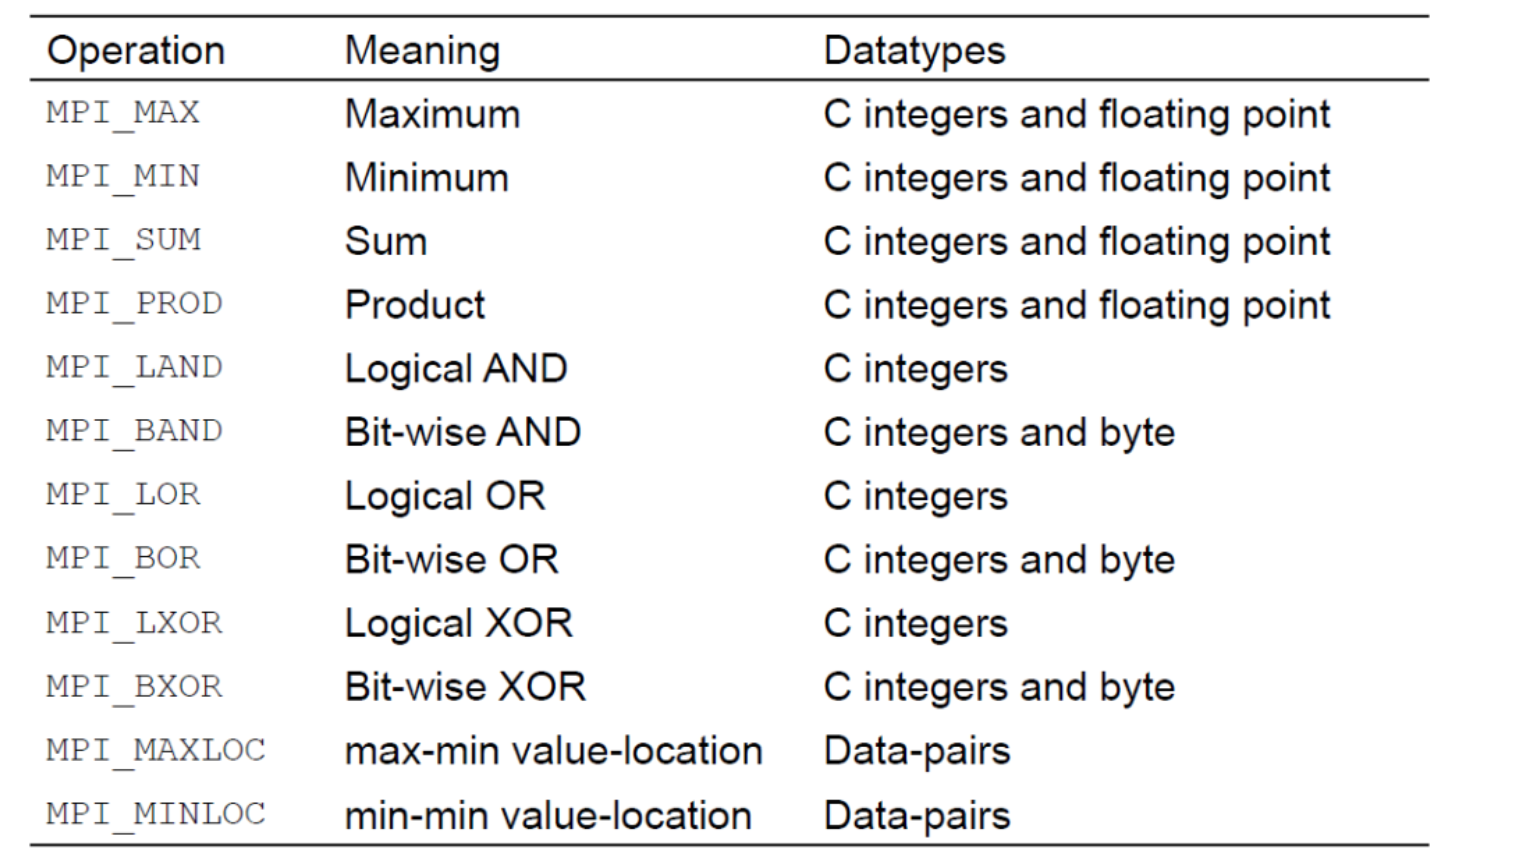 Operation Meaning Datatypes
MPI_MAX Maximum C integers and floating point
MPI_MIN Minimum C integers and floating point
MPI_SUM Sum C integers and floating point
MPI_PROD Product C integers and floating point
MPI_LAND Logical AND C integers
MPI_BAND Bit-wise AND C integers and byte
MPI_LOR Logical OR C integers
MPI_BOR Bit-wise OR C integers and byte
MPI_LXOR Logical XOR C integers
MPI_BXOR Bit-wise XOR C integers and byte
MPI_MAXLOC max-min value-location Data-pairs
MPI_MINLOC min-min value-location Data-pairs